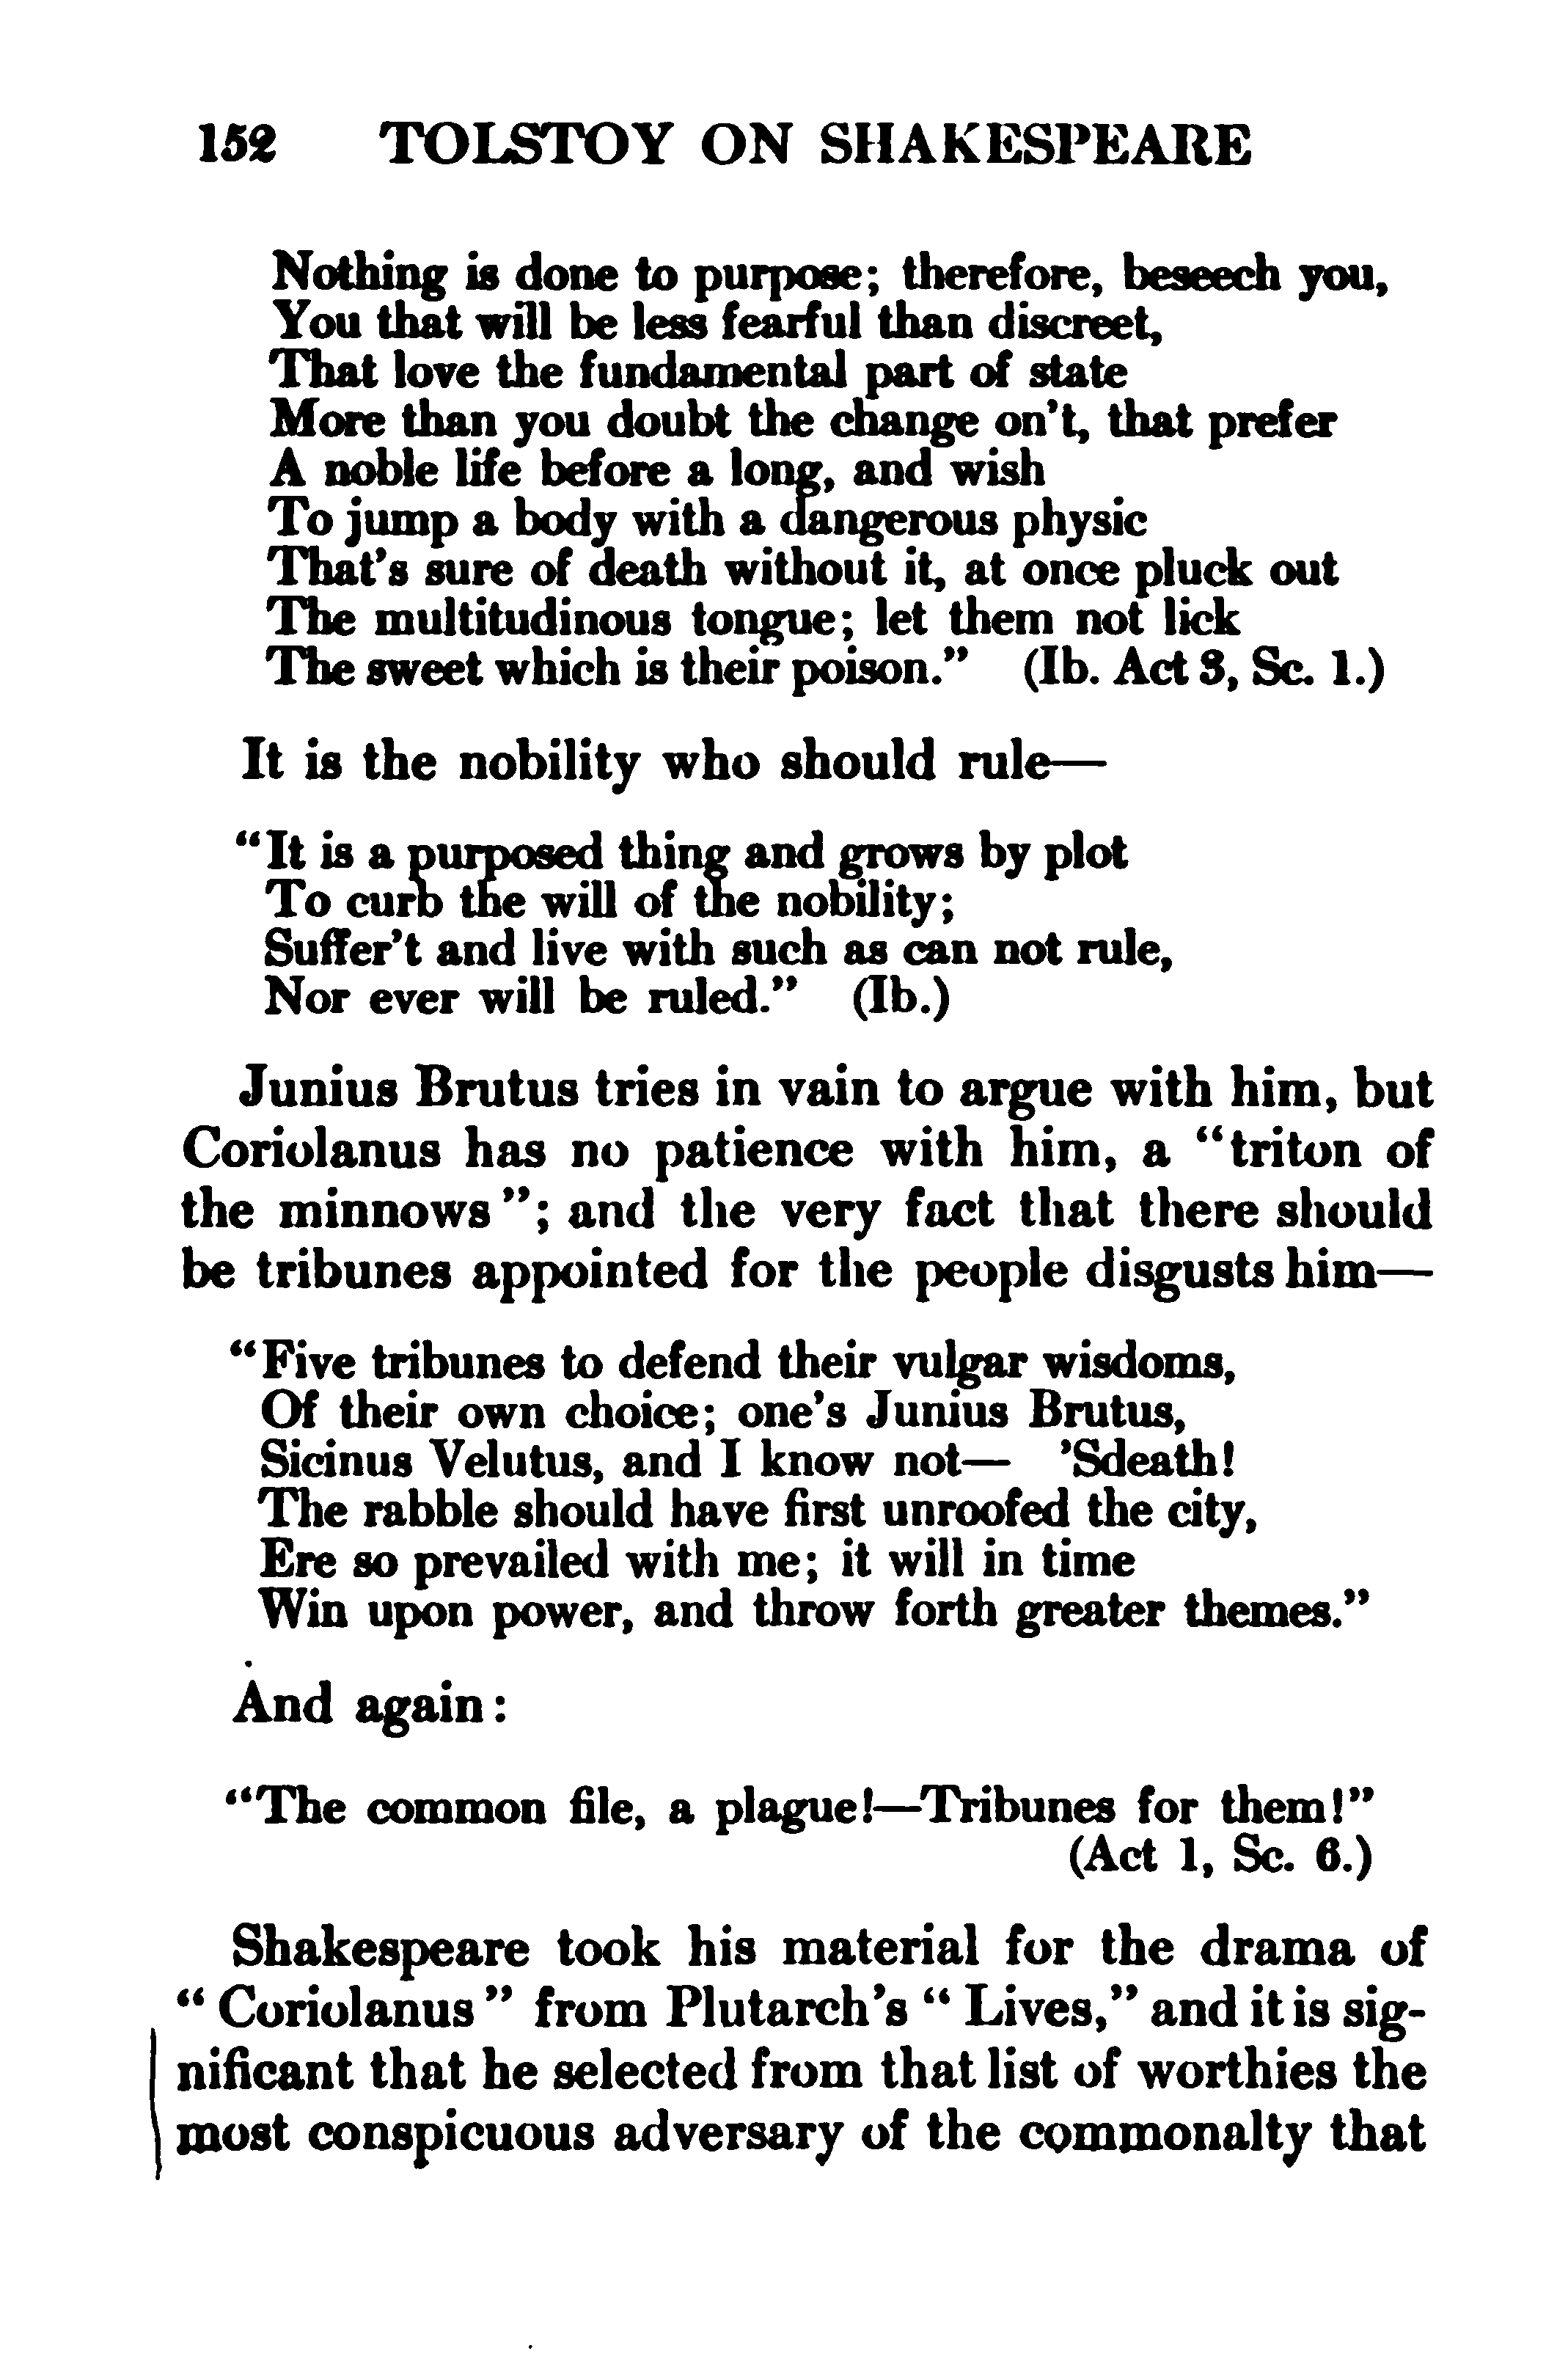 152 TOLSTOY ON SHAKESPEARE
Nothing is done to purpose; therefore, beseech you,
You that will be less fearful than discreet,
That love the fundamental part of state
More than you doubt the change on't, that prefer
A noble life before a long, and wish
To jump a body with a dangerous physic
That's sure of death without it, at once pluck out
The multitudinous tongue; let them not lick
The sweet which is their poison.” (Ib. Act 3, Sc. 1.)
It is the nobility who should rule—
“It is a purposed thing and grows by plot
To curb the will of the nobility;
Suffer't and live with such as can not rule,
Nor ever will be ruled.” (Ib.)
Junius Brutus tries in vain to argue with him, but
Coriolanus has no patience with him, a “triton of
the minnows”; and the very fact that there should
be tribunes appointed for the people disgusts him—
“Five tribunes to defend their vulgar wisdoms,
Of their own choice; one's Junius Brutus,
Sicinus Velutus, and I know not— 'Sdeath!
The rabble should have first unroofed the city,
Ere so prevailed with me; it will in time
Win upon power, and throw forth greater themes.”
And again:
“The common file, a plague!—Tribunes for them!”
(Act 1, Sc. 6.)
Shakespeare took his material for the drama of
“Coriolanus” from Plutarch's “Lives,” and it is sig-
nificant that he selected from that list of worthies the
most conspicuous adversary of the commonalty that